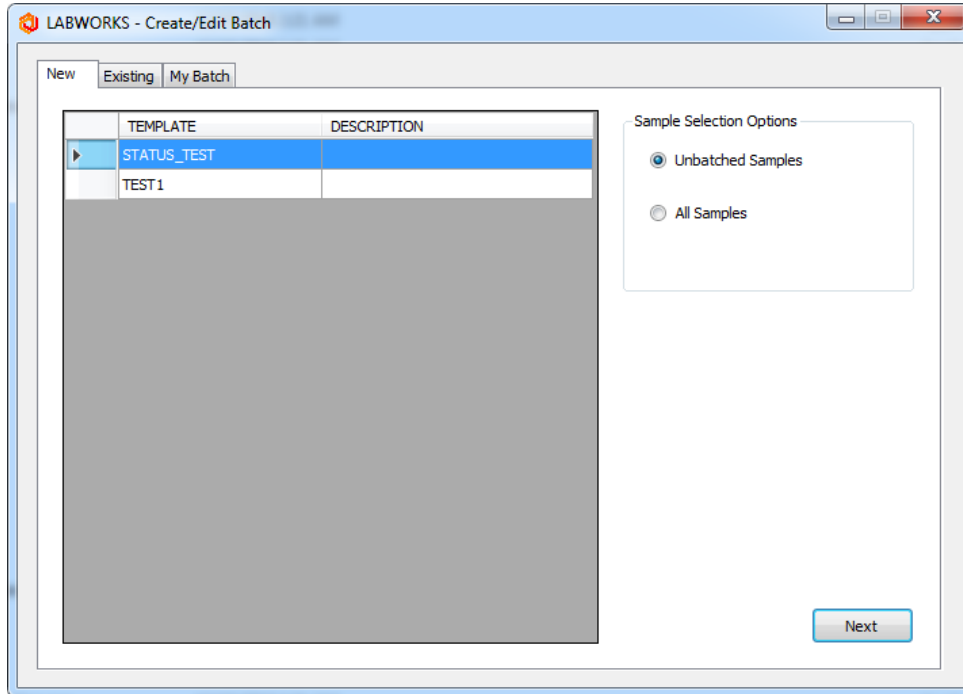 LABWORKS - Create/Edit Batch
New Existing My Batch
TEMPLATE DESCRIPTION
STATUS_TEST
TEST1
Sample Selection Options
Unbatched Samples
All Samples
Next